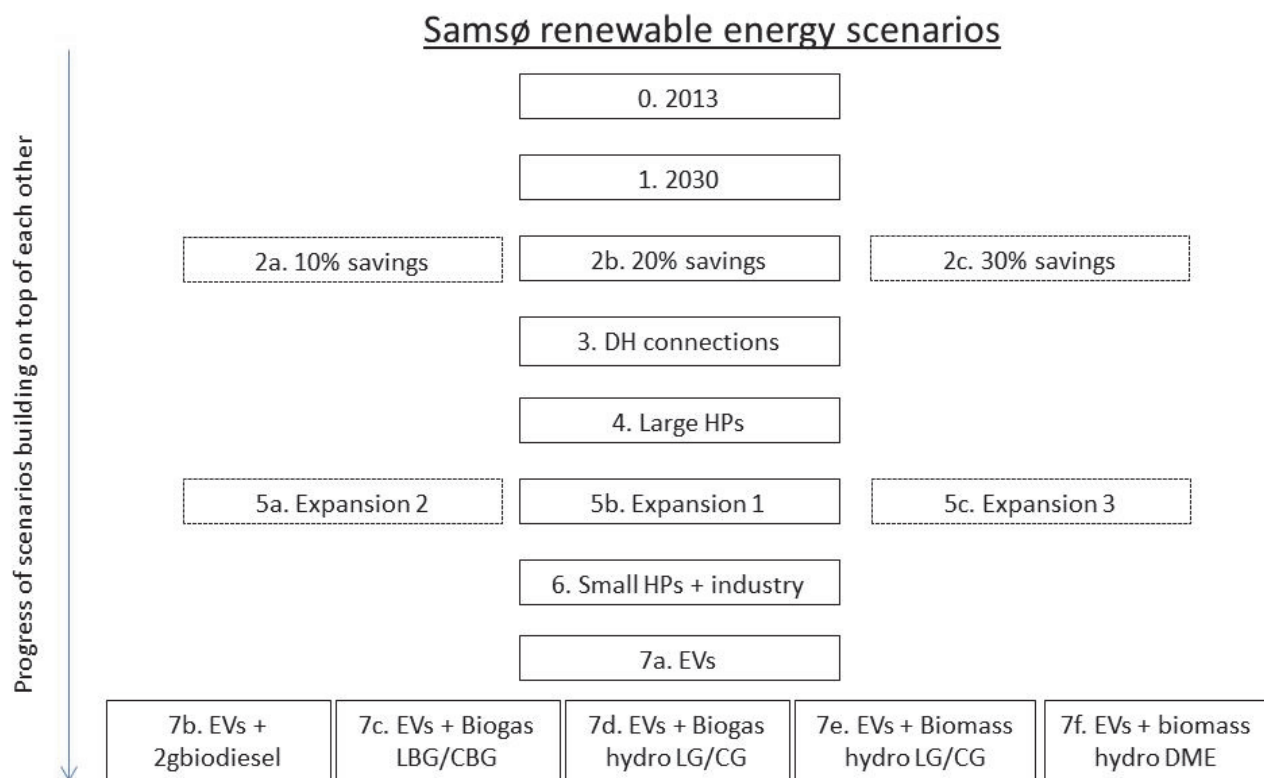 Samsø renewable energy scenarios
Progress of scenarios building on top of each other
0. 2013
1. 2030
2a. 10% savings
2b. 20% savings
2c. 30% savings
3. DH connections
4. Large HPs
5a. Expansion 2
5b. Expansion 1
5c. Expansion 3
6. Small HPs + industry
7a. EVs
7b. EVs +
2gbiodiesel
7c. EVs + Biogas
LBG/CBG
7d. EVs + Biogas
hydro LG/CG
7e. EVs + Biomass
hydro LG/CG
7f. EVs + biomass
hydro DME